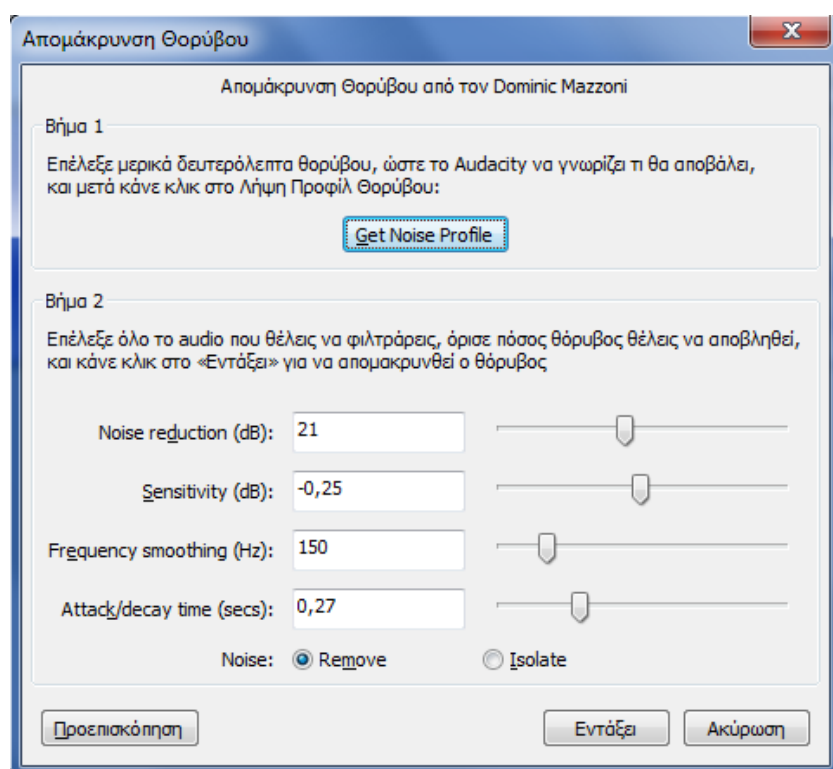 Απομάκρυνση Θορύβου
Απομάκρυνση Θορύβου από τον Dominic Mazzoni
Βήμα 1
Επέλεξε μερικά δευτερόλεπτα θορύβου, ώστε το Audacity να γνωρίζει τι θα αποβάλει,
και μετά κάνε κλικ στο Λήψη Προφίλ Θορύβου:
Get Noise Profile
Βήμα 2
Επέλεξε όλο το audio που θέλεις να φιλτράρεις, όρισε πόσος θόρυβος θέλεις να αποβληθεί,
και κάνε κλικ στο «Εντάξει» για να απομακρυνθεί ο θόρυβος
Noise reduction (dB): 21
Sensitivity (dB): -0,25
Frequency smoothing (Hz): 150
Attack/decay time (secs): 0,27
Noise: Remove Isolate
Προεπισκόπηση Εντάξει Ακύρωση